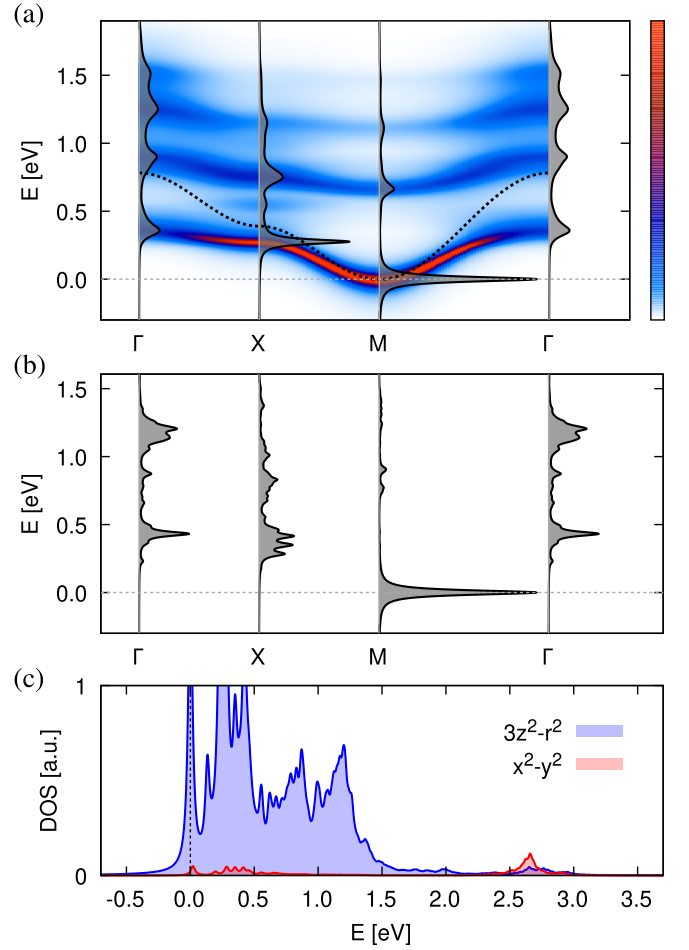 (a)
E [eV]
1.5
1.0
0.5
0.0
Γ X M Γ
(b)
E [eV]
1.5
1.0
0.5
0.0
Γ X M Γ
(c)
DOS [a.u.]
1
0
3z²-r²
x²-y²
-0.5 0.0 0.5 1.0 1.5 2.0 2.5 3.0 3.5
E [eV]